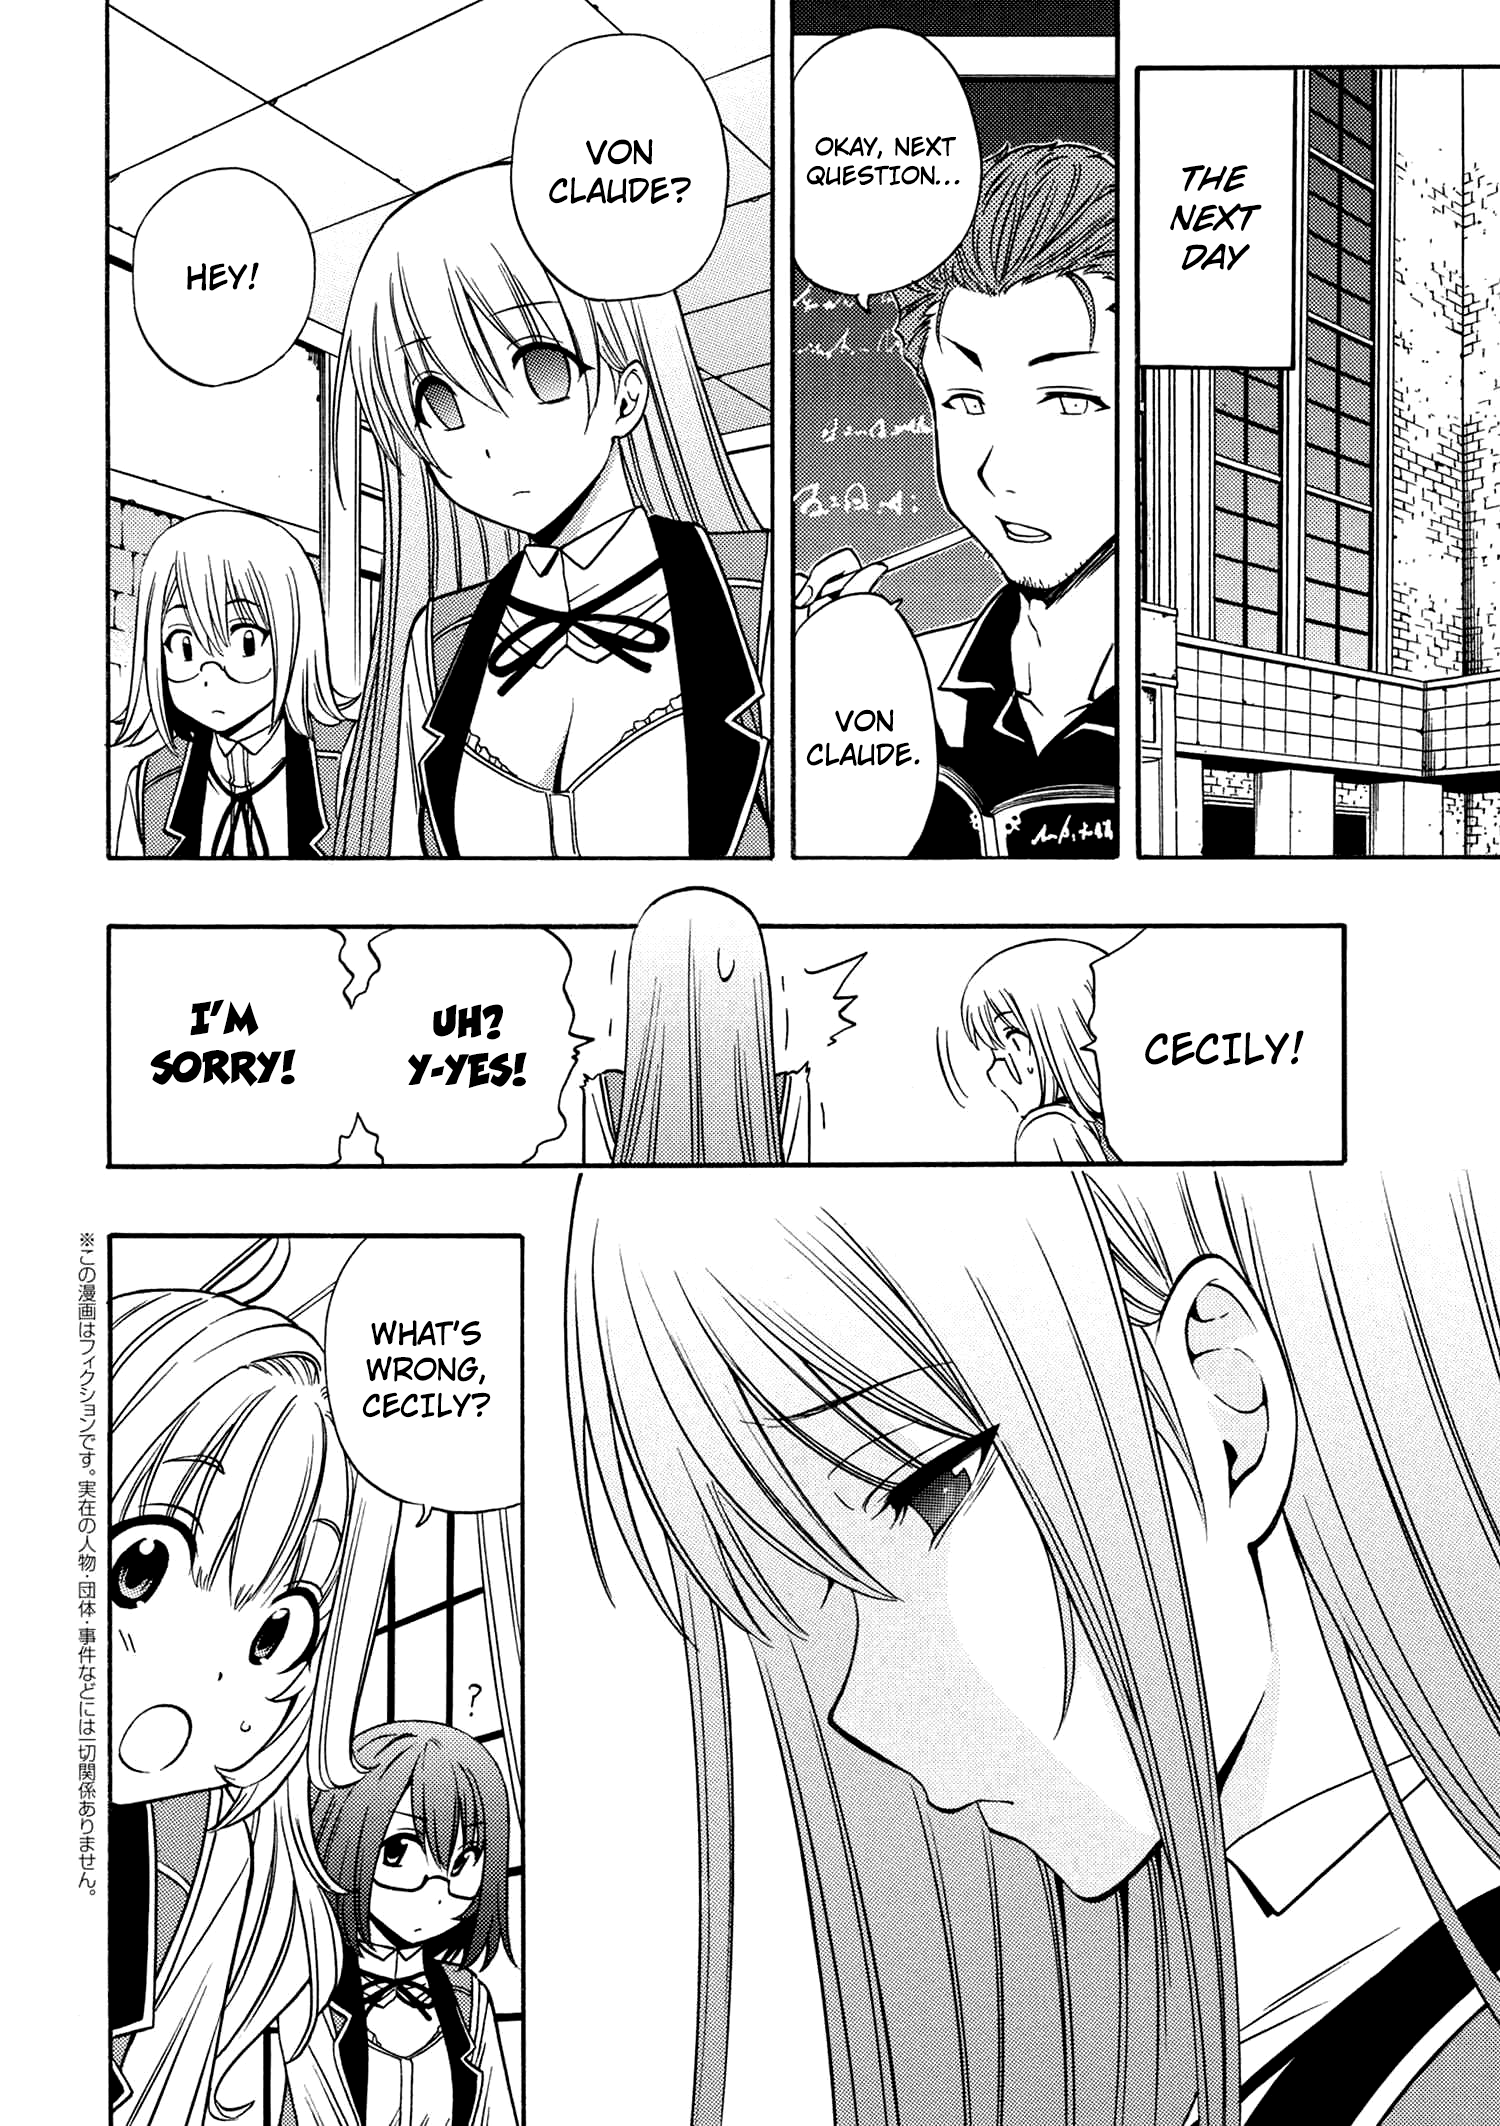 THE
NEXT
DAY
OKAY, NEXT
QUESTION...
VON
CLAUDE.
VON
CLAUDE?
HEY!
CECILY!
UH?
Y-YES!
I'M
SORRY!
WHAT'S
WRONG,
CECILY?
?
※この漫画はフィクションです。実在の人物・団体・事件などには一切関係ありません。